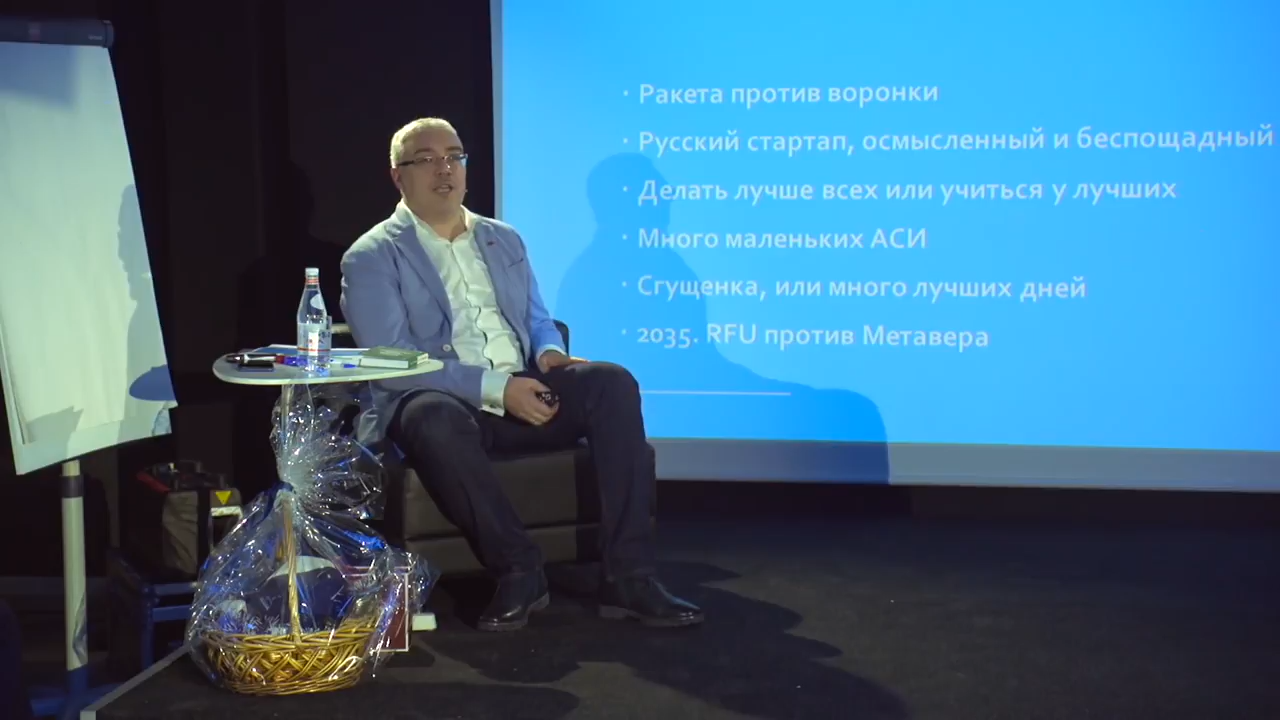 · Ракета против воронки
· Русский стартап, осмысленный и беспощадный
· Делать лучше всех или учиться у лучших
· Много маленьких АСИ
· Сгущенка, или много лучших дней
· 2035. RFU против Метавера